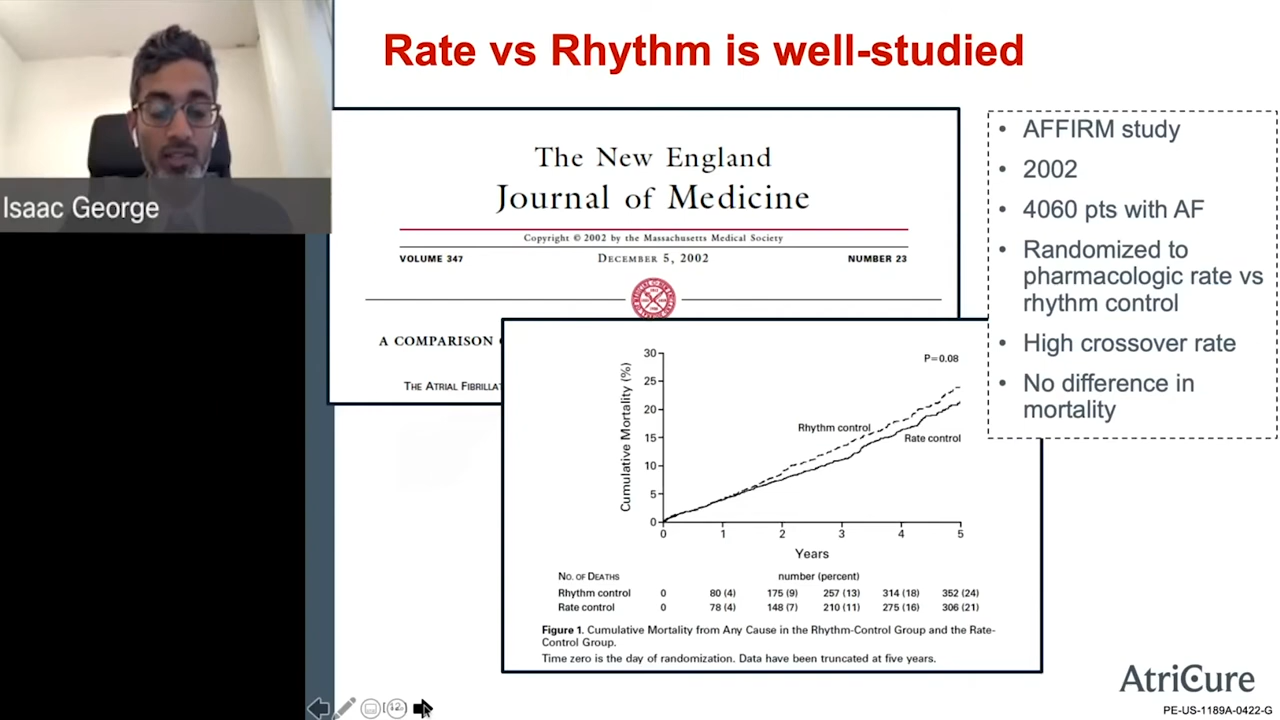 Rate vs Rhythm is well-studied
Isaac George
The New England
Journal of Medicine
Copyright © 2002 by the Massachusetts Medical Society
VOLUME 347
DECEMBER 5, 2002
NUMBER 23
A COMPARISON
THE ATRIAL FIBRILLAT
30
25
20
15
10
5
0
Cumulative Mortality (%)
P=0.08
Rhythm control
Rate control
0 1 2 3 4 5
Years
NO. OF DEATHS number (percent)
Rhythm control 0 80 (4) 175 (9) 257 (13) 314 (18) 352 (24)
Rate control 0 78 (4) 148 (7) 210 (11) 275 (16) 306 (21)
Figure 1. Cumulative Mortality from Any Cause in the Rhythm-Control Group and the Rate-
Control Group.
Time zero is the day of randomization. Data have been truncated at five years.
• AFFIRM study
• 2002
• 4060 pts with AF
• Randomized to
pharmacologic rate vs
rhythm control
• High crossover rate
• No difference in
mortality
12
AtriCure
PE-US-1189A-0422-G